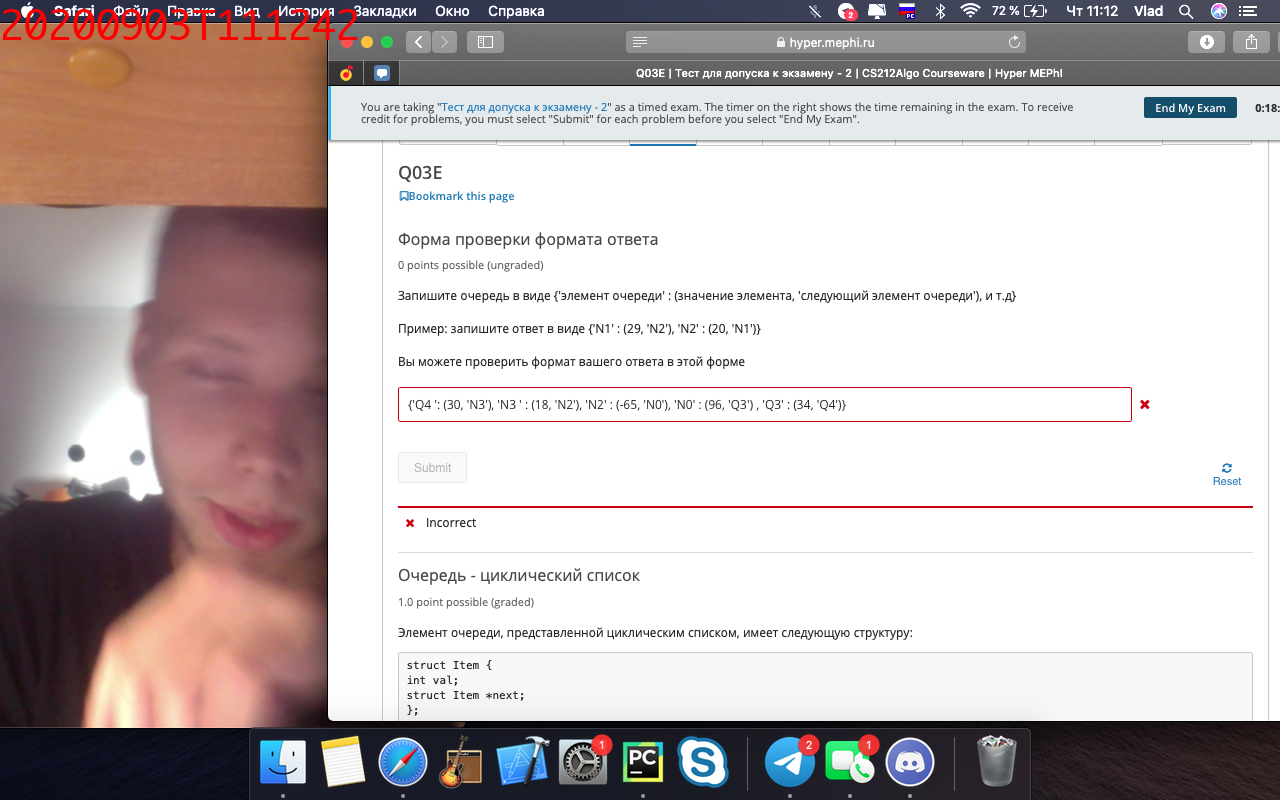 20200903T111242
Safari Файл Правка Вид История Закладки Окно Справка
2 РС 72 % Чт 11:12 Vlad
hyper.mephi.ru
Q03E | Тест для допуска к экзамену - 2 | CS212Algo Courseware | Hyper MEPhI
You are taking "Тест для допуска к экзамену - 2" as a timed exam. The timer on the right shows the time remaining in the exam. To receive
credit for problems, you must select "Submit" for each problem before you select "End My Exam".
End My Exam
0:18:
Q03E
Bookmark this page
Форма проверки формата ответа
0 points possible (ungraded)
Запишите очередь в виде {'элемент очереди' : (значение элемента, 'следующий элемент очереди'), и т.д}
Пример: запишите ответ в виде {'N1' : (29, 'N2'), 'N2' : (20, 'N1')}
Вы можете проверить формат вашего ответа в этой форме
{'Q4 ': (30, 'N3'), 'N3 ' : (18, 'N2'), 'N2' : (-65, 'N0'), 'N0' : (96, 'Q3') , 'Q3' : (34, 'Q4')}
Submit
Reset
Incorrect
Очередь - циклический список
1.0 point possible (graded)
Элемент очереди, представленной циклическим списком, имеет следующую структуру:
struct Item {
int val;
struct Item *next;
};
1
PC
2
1